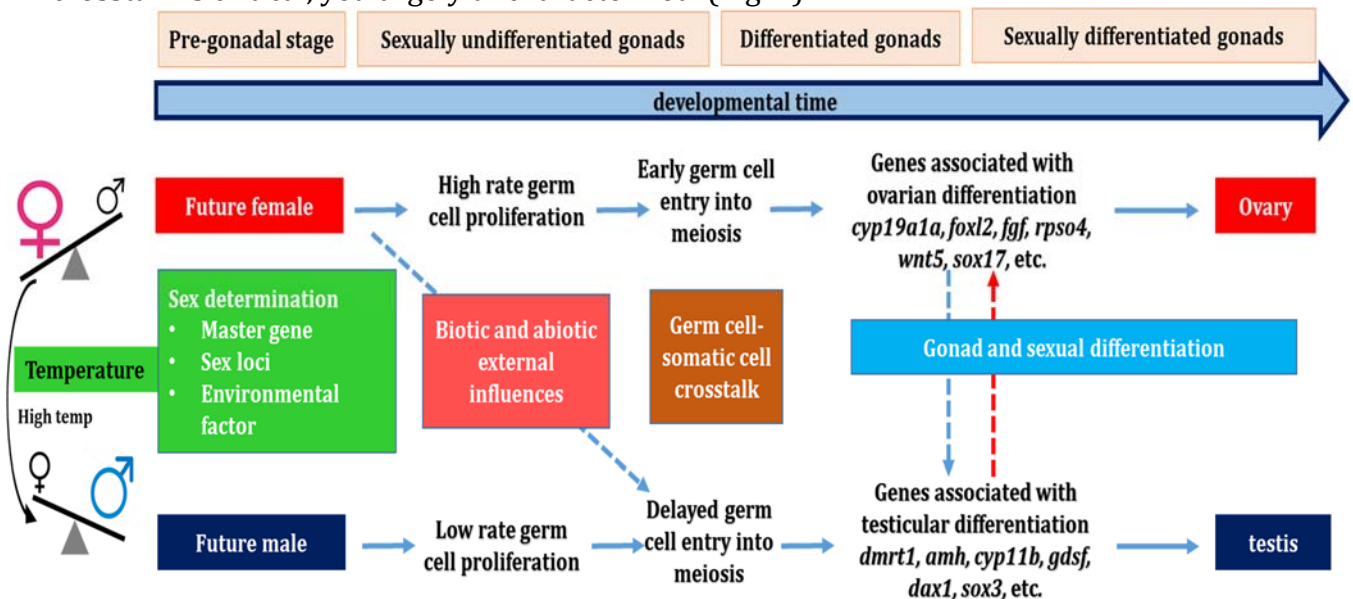 Pre-gonadal stage
Sexually undifferentiated gonads
Differentiated gonads
Sexually differentiated gonads
developmental time
Future female
High rate germ
cell proliferation
Early germ cell
entry into
meiosis
Genes associated with
ovarian differentiation
cyp19a1a, foxl2, fgf, rpso4,
wnt5, sox17, etc.
Ovary
Temperature
High temp
Sex determination
• Master gene
• Sex loci
• Environmental
factor
Biotic and abiotic
external
influences
Germ cell-
somatic cell
crosstalk
Gonad and sexual differentiation
Future male
Low rate germ
cell proliferation
Delayed germ
cell entry into
meiosis
Genes associated with
testicular differentiation
dmrt1, amh, cyp11b, gdsf,
dax1, sox3, etc.
testis